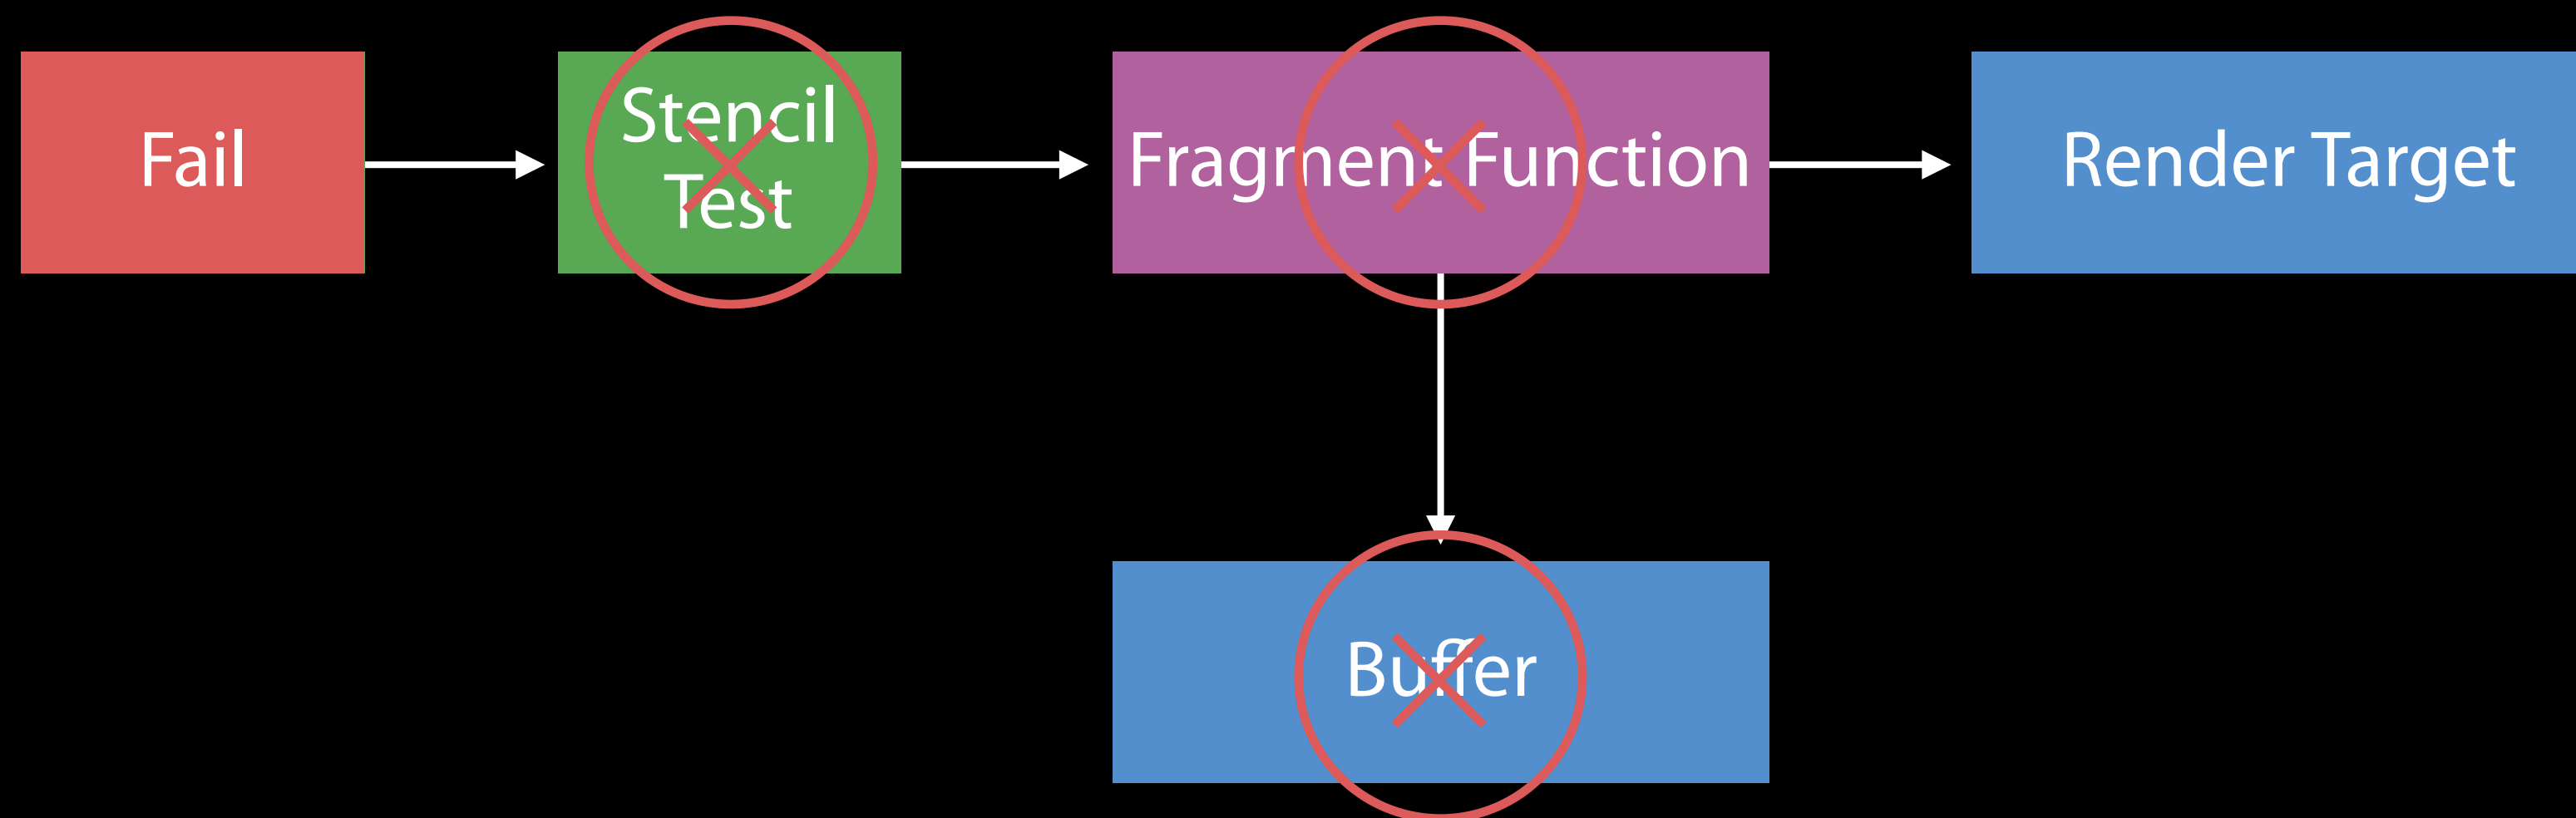 Fail
Stencil
Test
Fragment Function
Render Target
Buffer